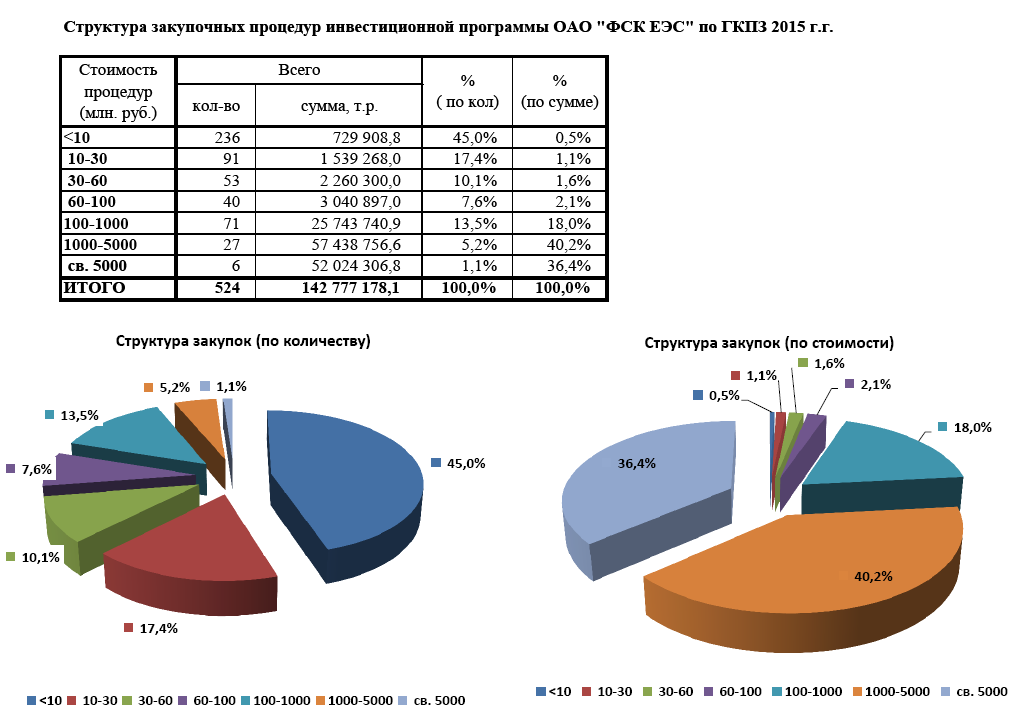 Структура закупочных процедур инвестиционной программы ОАО "ФСК ЕЭС" по ГКПЗ 2015 г.г.
Стоимость процедур (млн. руб.) Всего % ( по кол) % (по сумме)
кол-во сумма, т.р.
<10 236 729 908,8 45,0% 0,5%
10-30 91 1 539 268,0 17,4% 1,1%
30-60 53 2 260 300,0 10,1% 1,6%
60-100 40 3 040 897,0 7,6% 2,1%
100-1000 71 25 743 740,9 13,5% 18,0%
1000-5000 27 57 438 756,6 5,2% 40,2%
св. 5000 6 52 024 306,8 1,1% 36,4%
ИТОГО 524 142 777 178,1 100,0% 100,0%
Структура закупок (по количеству)
5,2% 1,1%
13,5%
7,6%
45,0%
10,1%
17,4%
<10 10-30 30-60 60-100 100-1000 1000-5000 св. 5000
Структура закупок (по стоимости)
1,6%
1,1%
2,1%
0,5%
18,0%
36,4%
40,2%
<10 10-30 30-60 60-100 100-1000 1000-5000 св. 5000